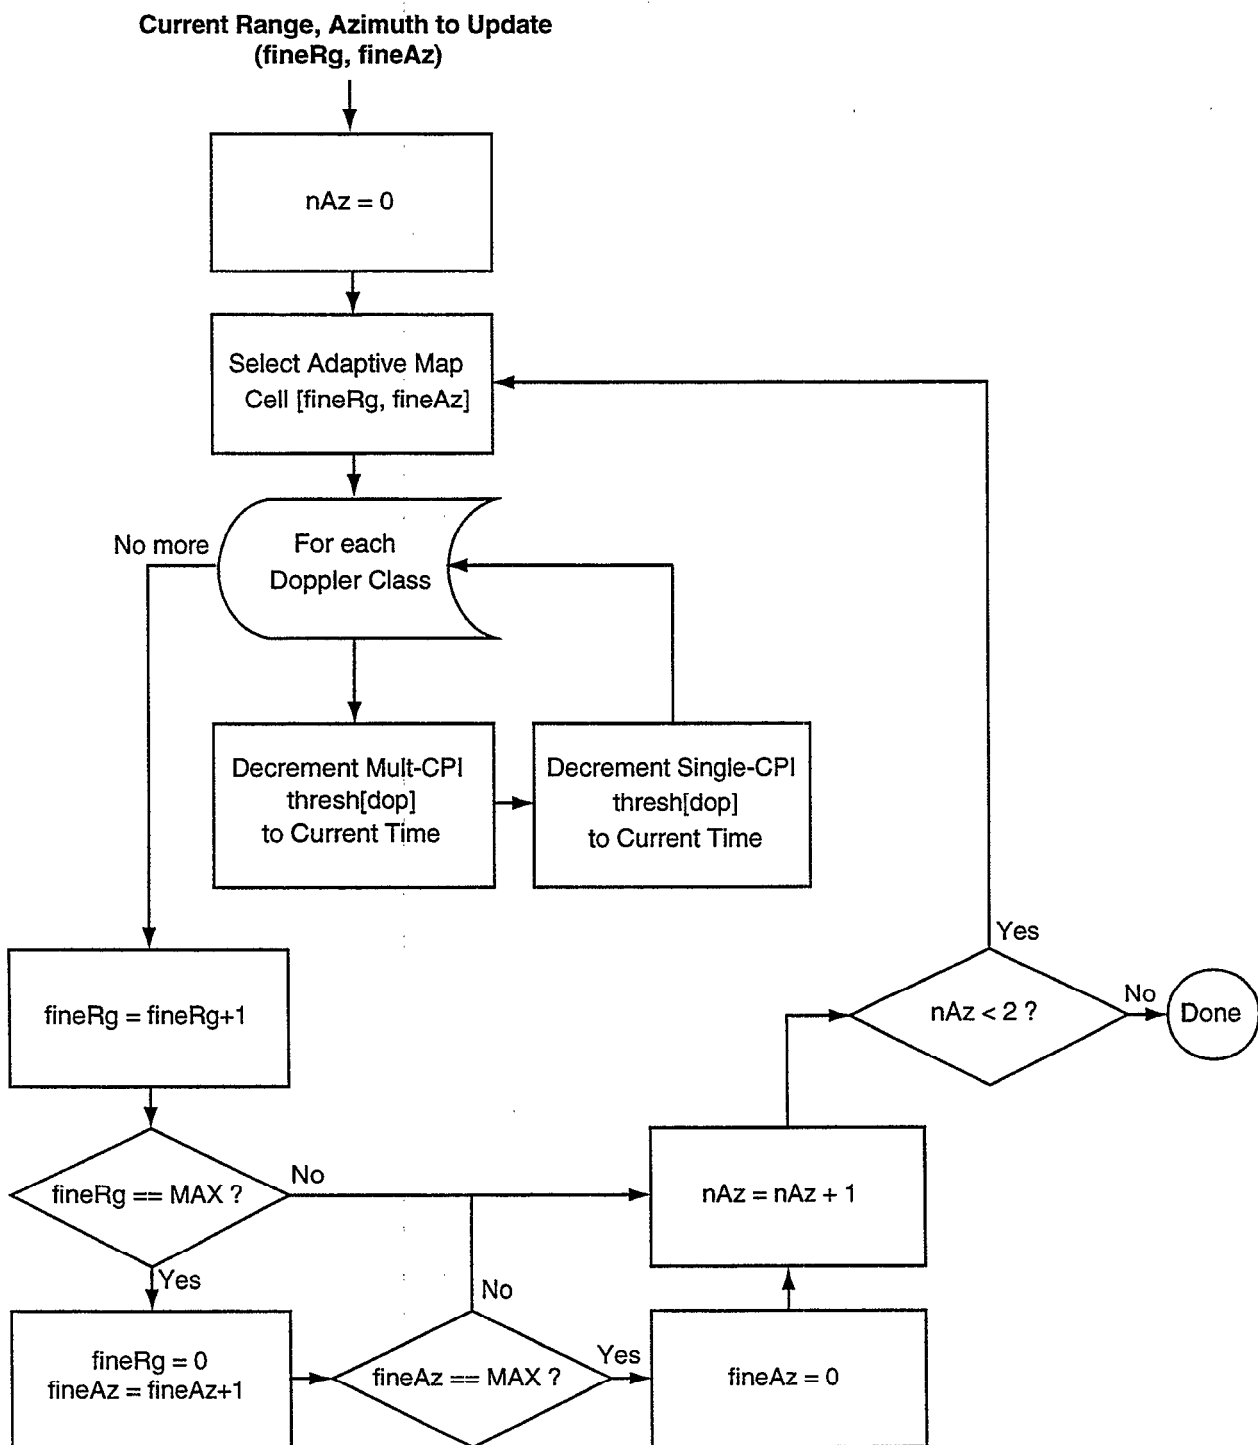 Current Range, Azimuth to Update
(fineRg, fineAz)
nAz = 0
Select Adaptive Map
Cell [fineRg, fineAz]
No more
For each
Doppler Class
Decrement Mult-CPI
thresh[dop]
to Current Time
Decrement Single-CPI
thresh[dop]
to Current Time
fineRg = fineRg+1
Yes
nAz < 2 ?
No
Done
fineRg == MAX ?
No
nAz = nAz + 1
Yes
No
fineRg = 0
fineAz = fineAz+1
fineAz == MAX ?
Yes
fineAz = 0